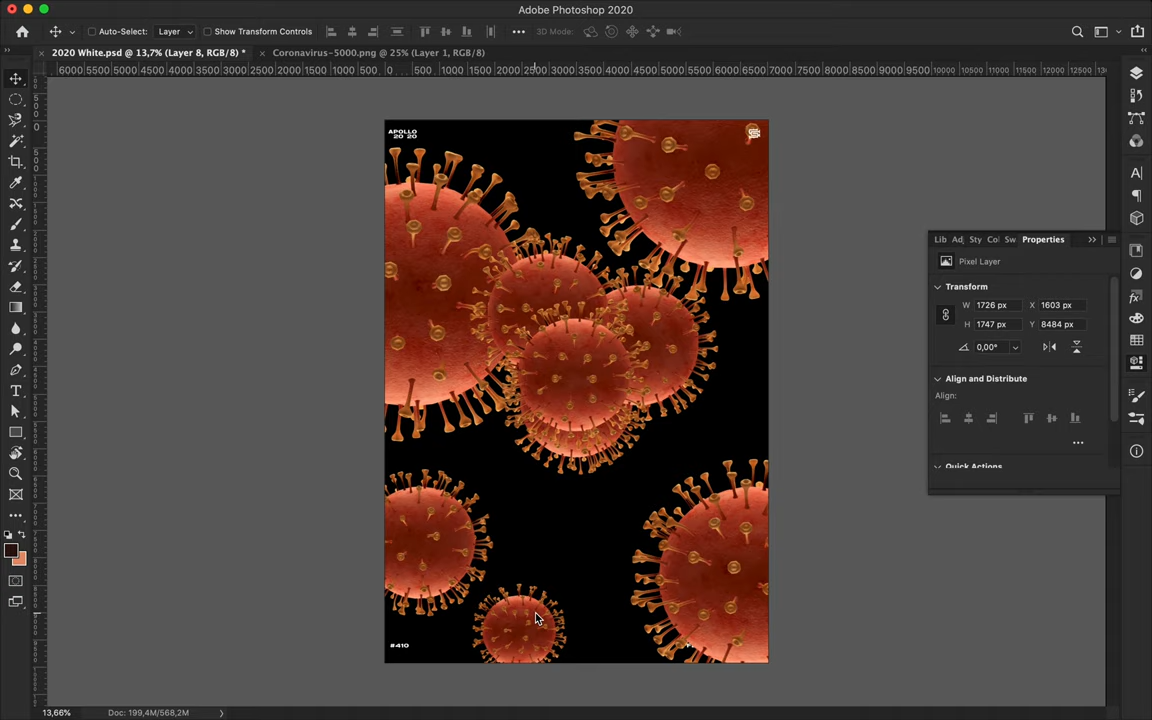 Adobe Photoshop 2020
Auto-Select: Layer Show Transform Controls 3D Mode:
2020 White.psd @ 13,7% (Layer 8, RGB/8) * Coronavirus-5000.png @ 25% (Layer 1, RGB/8)
6000 5500 5000 4500 4000 3500 3000 2500 2000 1500 1000 500 0 500 1000 1500 2000 2500 3000 3500 4000 4500 5000 5500 6000 6500 7000 7500 8000 8500 9000 9500 10000 10500 11000 11500 12000 12500
APOLLO
20 20
Lib Ad Sty Col Sw Properties
Pixel Layer
Transform
W 1726 px X 1603 px
H 1747 px Y 8484 px
0,00°
Align and Distribute
Align:
Quick Actions
#410
13,66% Doc: 199,4M/568,2M